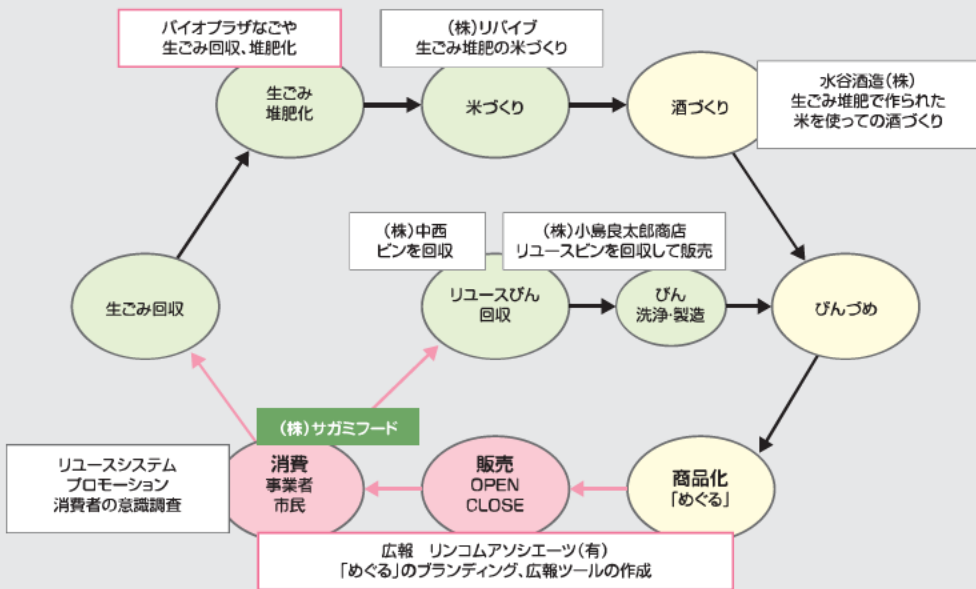 バイオプラザなごや
生ごみ回収、堆肥化
(株)リバイブ
生ごみ堆肥の米づくり
生ごみ
堆肥化
米づくり
酒づくり
水谷酒造(株)
生ごみ堆肥で作られた
米を使っての酒づくり
(株)中西
ビンを回収
(株)小島良太郎商店
リユースビンを回収して販売
生ごみ回収
リユースびん
回収
びん
洗浄・製造
びんづめ
(株)サガミフード
リユースシステム
プロモーション
消費者の意識調査
消費
事業者
市民
販売
OPEN
CLOSE
商品化
「めぐる」
広報 リンコムアソシエーツ(有)
「めぐる」のブランディング、広報ツールの作成